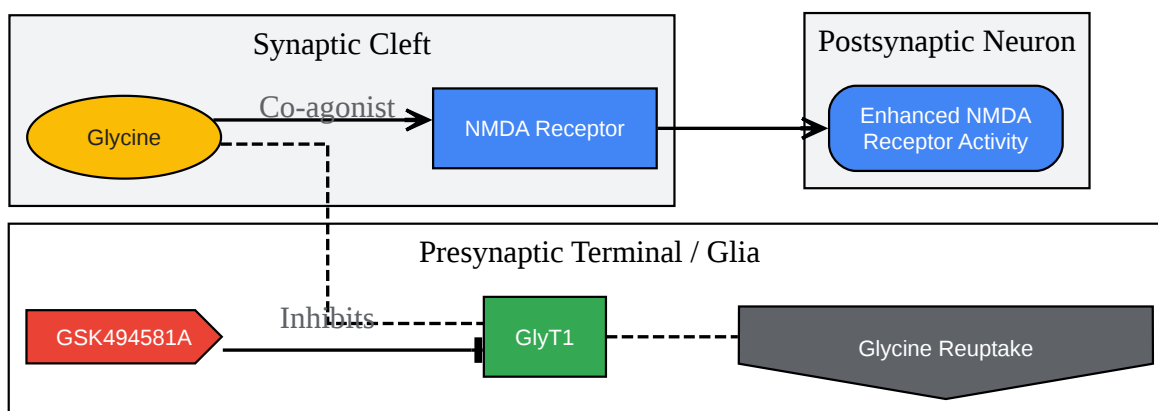 Synaptic Cleft
Postsynaptic Neuron
Co-agonist
Glycine
NMDA Receptor
Enhanced NMDA
Receptor Activity
Presynaptic Terminal / Glia
Inhibits
GSK494581A
GlyT1
Glycine Reuptake